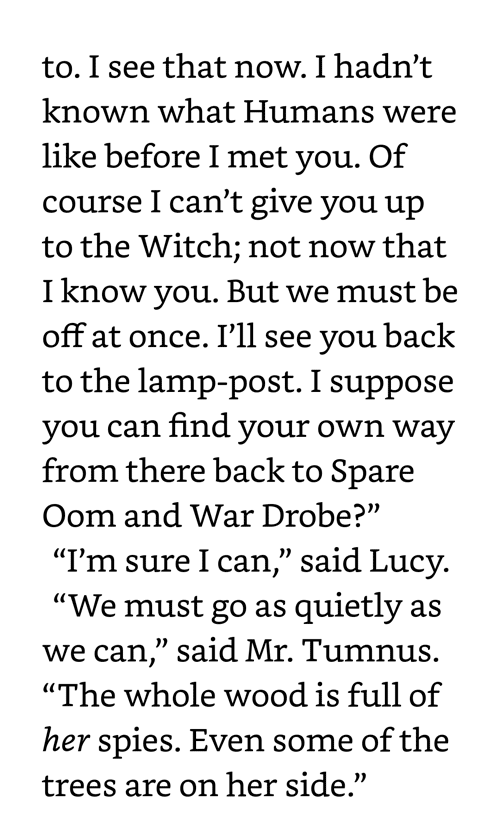 to. I see that now. I hadn’t
known what Humans were
like before I met you. Of
course I can’t give you up
to the Witch; not now that
I know you. But we must be
off at once. I’ll see you back
to the lamp-post. I suppose
you can find your own way
from there back to Spare
Oom and War Drobe?”
“I’m sure I can,” said Lucy.
“We must go as quietly as
we can,” said Mr. Tumnus.
“The whole wood is full of
her spies. Even some of the
trees are on her side.”